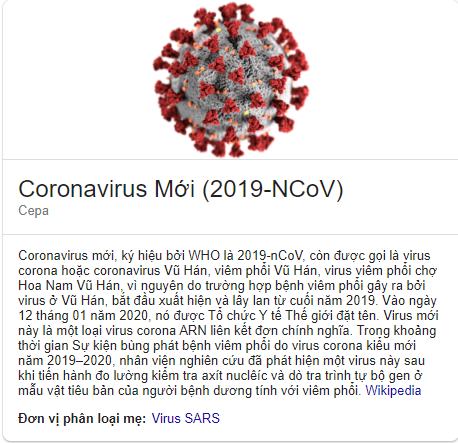 Coronavirus Mới (2019-NCoV)
Cepa
Coronavirus mới, ký hiệu bởi WHO là 2019-nCoV, còn được gọi là virus
corona hoặc coronavirus Vũ Hán, viêm phổi Vũ Hán, virus viêm phổi chợ
Hoa Nam Vũ Hán, vì nguyên do trường hợp bệnh viêm phổi gây ra bởi
virus ở Vũ Hán, bắt đầu xuất hiện và lây lan từ cuối năm 2019. Vào ngày
12 tháng 01 năm 2020, nó được Tổ chức Y tế Thế giới đặt tên. Virus mới
này là một loại virus corona ARN liên kết đơn chính nghĩa. Trong khoảng
thời gian Sự kiện bùng phát bệnh viêm phổi do virus corona kiểu mới
năm 2019–2020, nhân viên nghiên cứu đã phát hiện một virus này sau
khi tiến hành đo lường kiểm tra axít nuclêíc và dò tra trình tự bộ gen ở
mẫu vật tiêu bản của người bệnh dương tính với viêm phổi. Wikipedia
Đơn vị phân loại mẹ: Virus SARS